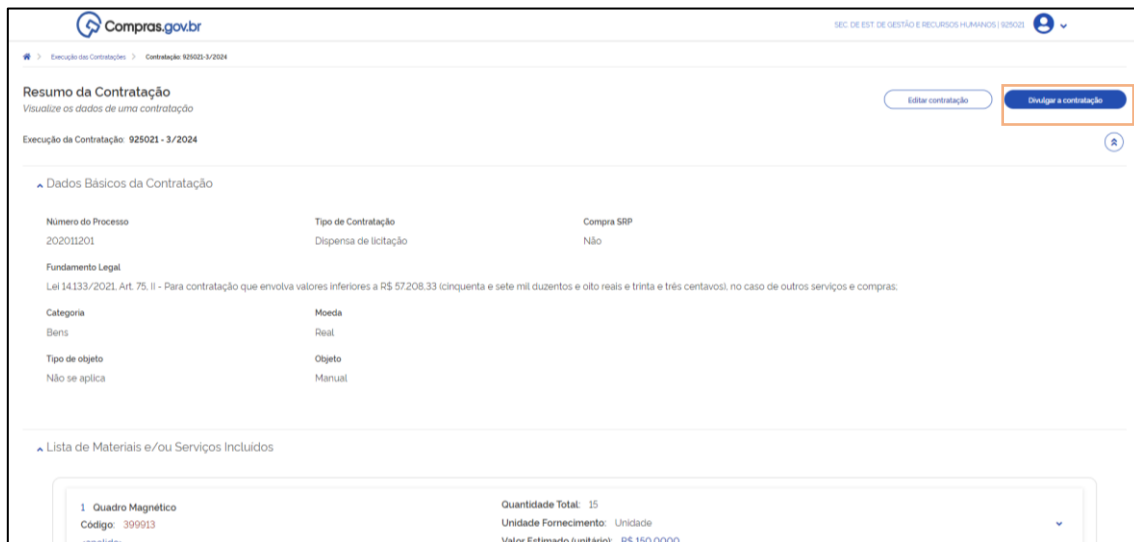 Compras.gov.br
SEC. DE EST. DE GESTÃO E RECURSOS HUMANOS | 925021
Execução das Contratações > Contratação: 925021-3/2024
Resumo da Contratação
Visualize os dados de uma contratação
Editar contratação
Divulgar a contratação
Execução da Contratação: 925021 - 3/2024
Dados Básicos da Contratação
Número do Processo
Tipo de Contratação
Compra SRP
202011201
Dispensa de licitação
Não
Fundamento Legal
Lei 14.133/2021, Art. 75, II - Para contratação que envolva valores inferiores a R$ 57.208,33 (cinquenta e sete mil duzentos e oito reais e trinta e três centavos), no caso de outros serviços e compras;
Categoria
Moeda
Bens
Real
Tipo de objeto
Objeto
Não se aplica
Manual
Lista de Materiais e/ou Serviços Incluídos
1 Quadro Magnético
Quantidade Total: 15
Código: 399913
Unidade Fornecimento: Unidade
Valor Estimado (unitário): R$ 150,0000